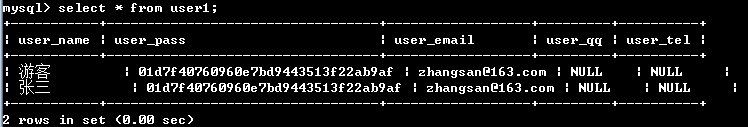 mysql> select * from user1;
+-----------+----------------------------------+------------------+---------+----------+
| user_name | user_pass | user_email | user_qq | user_tel |
+-----------+----------------------------------+------------------+---------+----------+
| 游客 | 01d7f40760960e7bd9443513f22ab9af | zhangsan@163.com | NULL | NULL |
| 张三 | 01d7f40760960e7bd9443513f22ab9af | zhangsan@163.com | NULL | NULL |
+-----------+----------------------------------+------------------+---------+----------+
2 rows in set (0.00 sec)